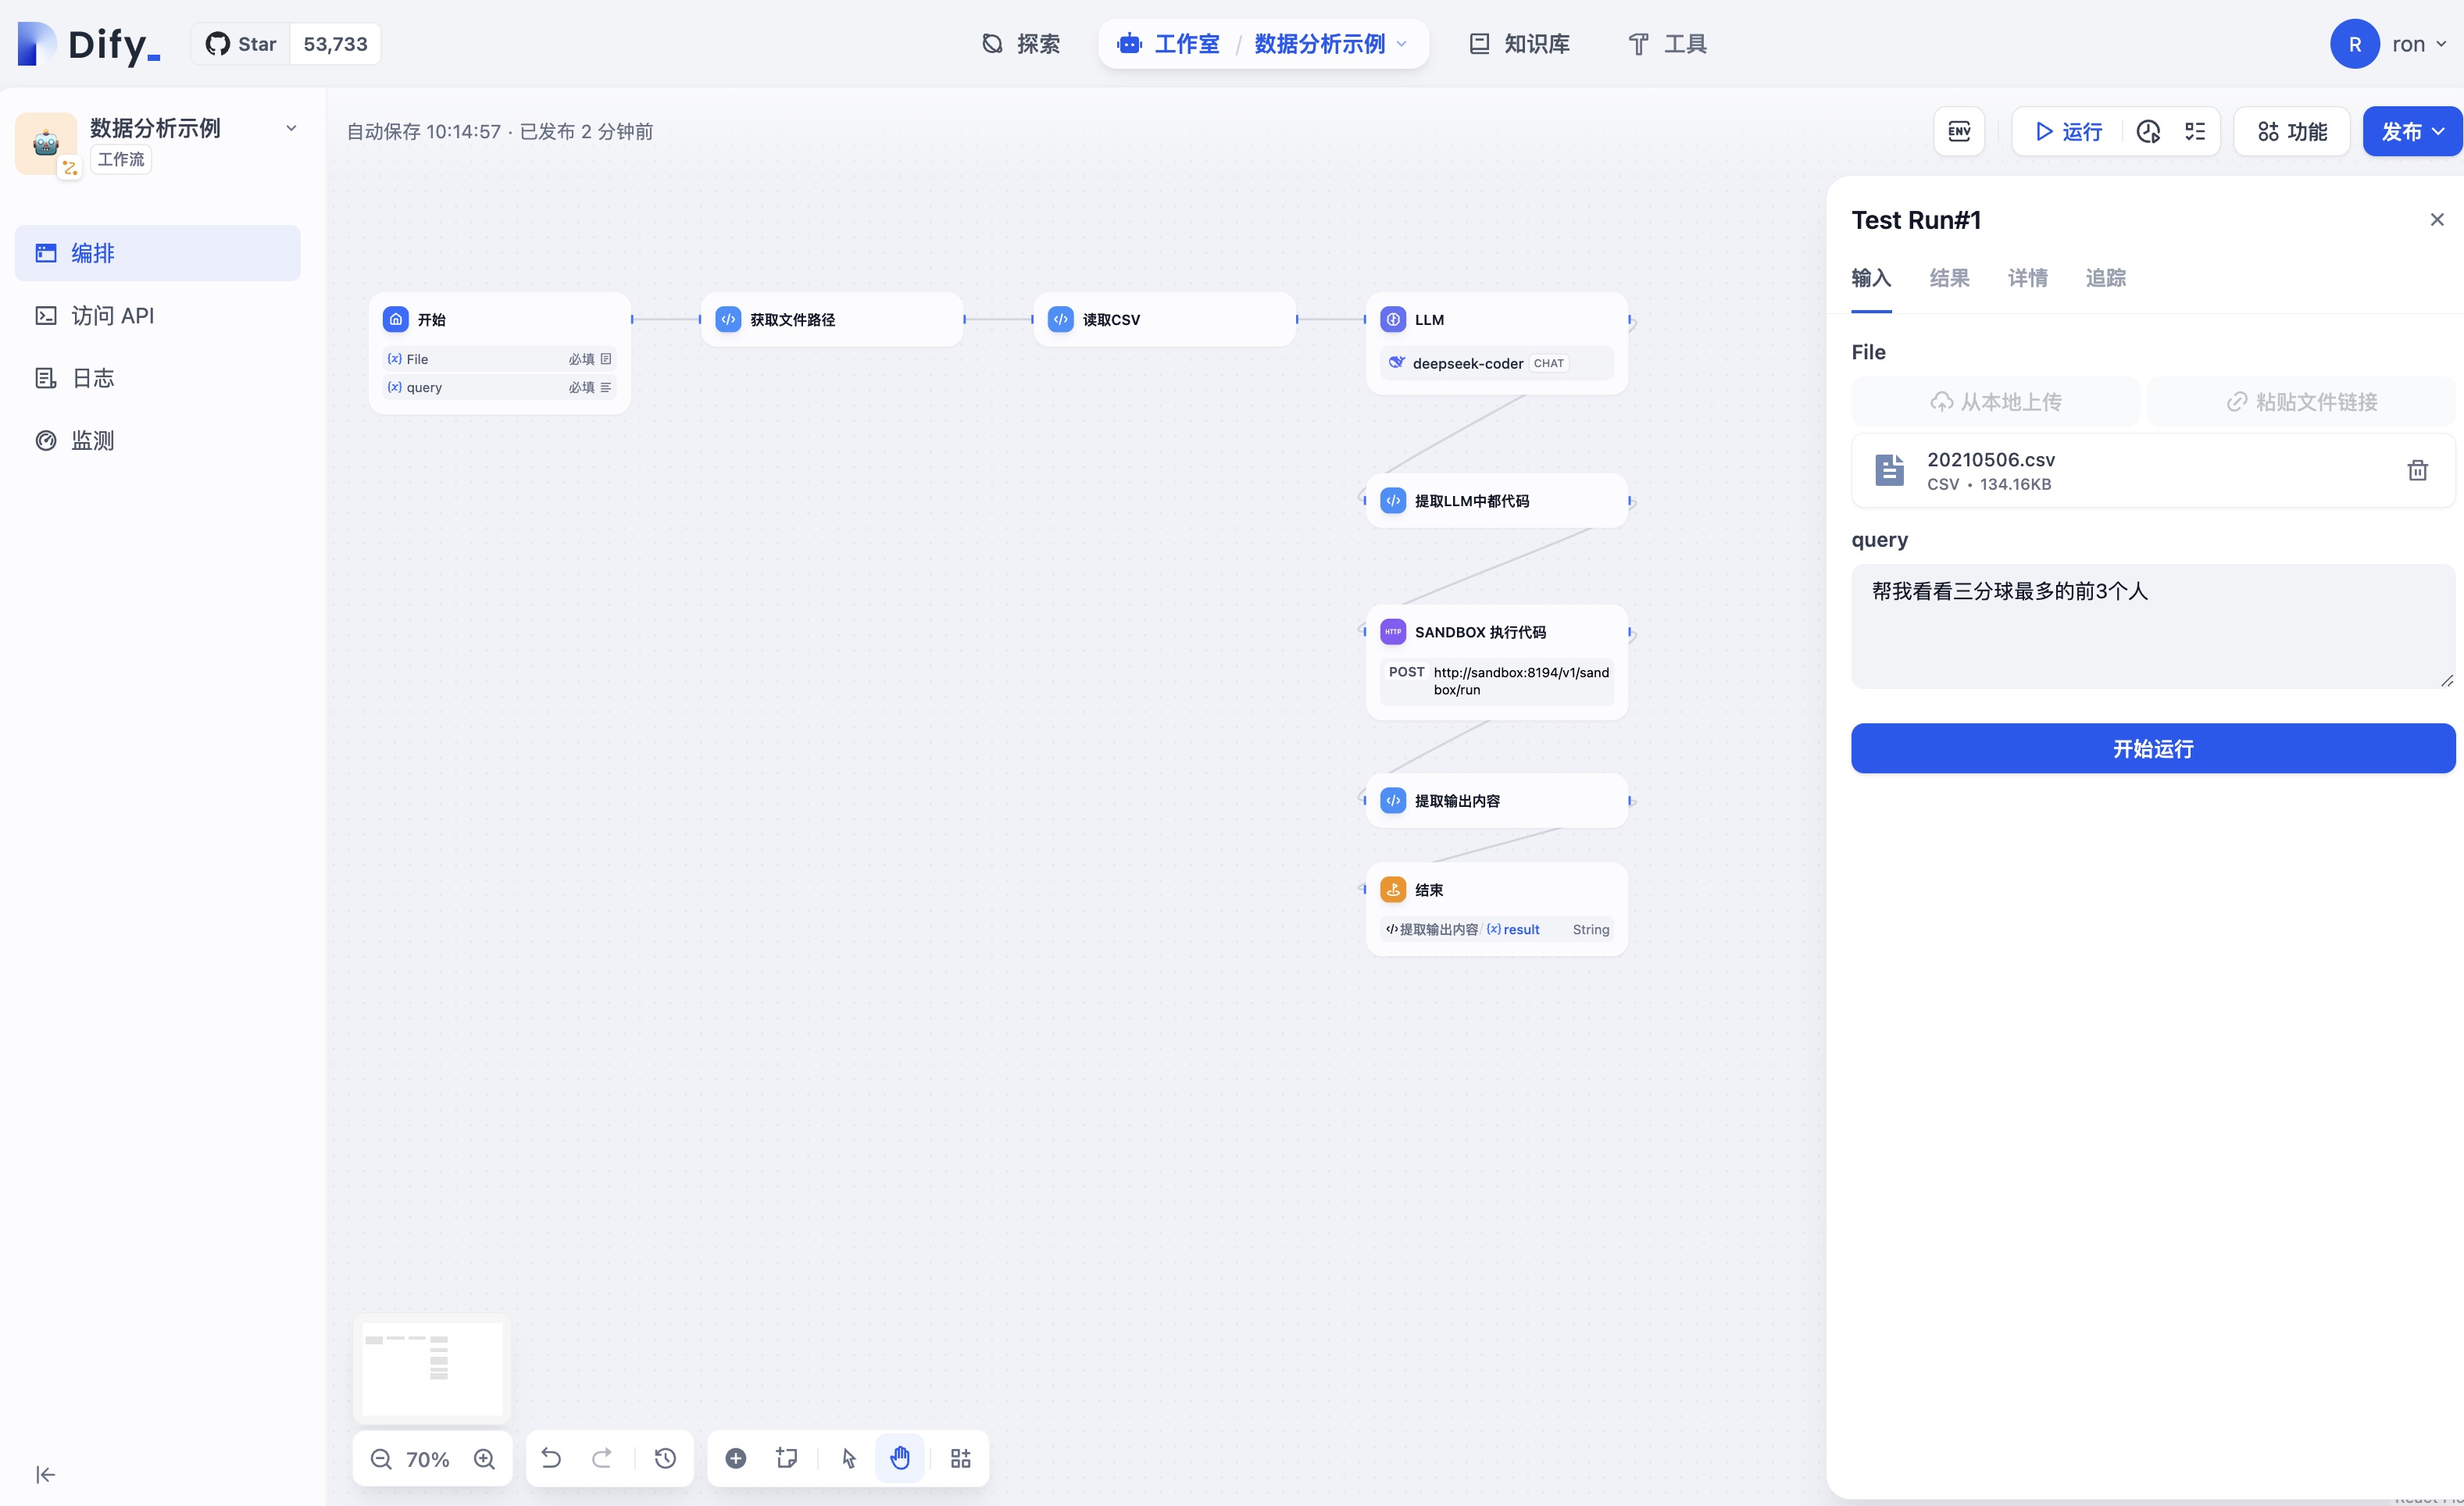 Dify_
Star 53,733
探索
工作室 / 数据分析示例
知识库
工具
R ron
数据分析示例
工作流
编排
访问 API
日志
监测
自动保存 10:14:57 · 已发布 2 分钟前
ENV
运行
功能
发布
开始
(x) File 必填
(x) query 必填
获取文件路径
读取CSV
LLM
deepseek-coder CHAT
提取LLM中都代码
HTTP SANDBOX 执行代码
POST http://sandbox:8194/v1/sand
box/run
提取输出内容
结束
提取输出内容/(x) result String
70%
Test Run#1
输入 结果 详情 追踪
File
从本地上传 粘贴文件链接
20210506.csv
CSV • 134.16KB
query
帮我看看三分球最多的前3个人
开始运行